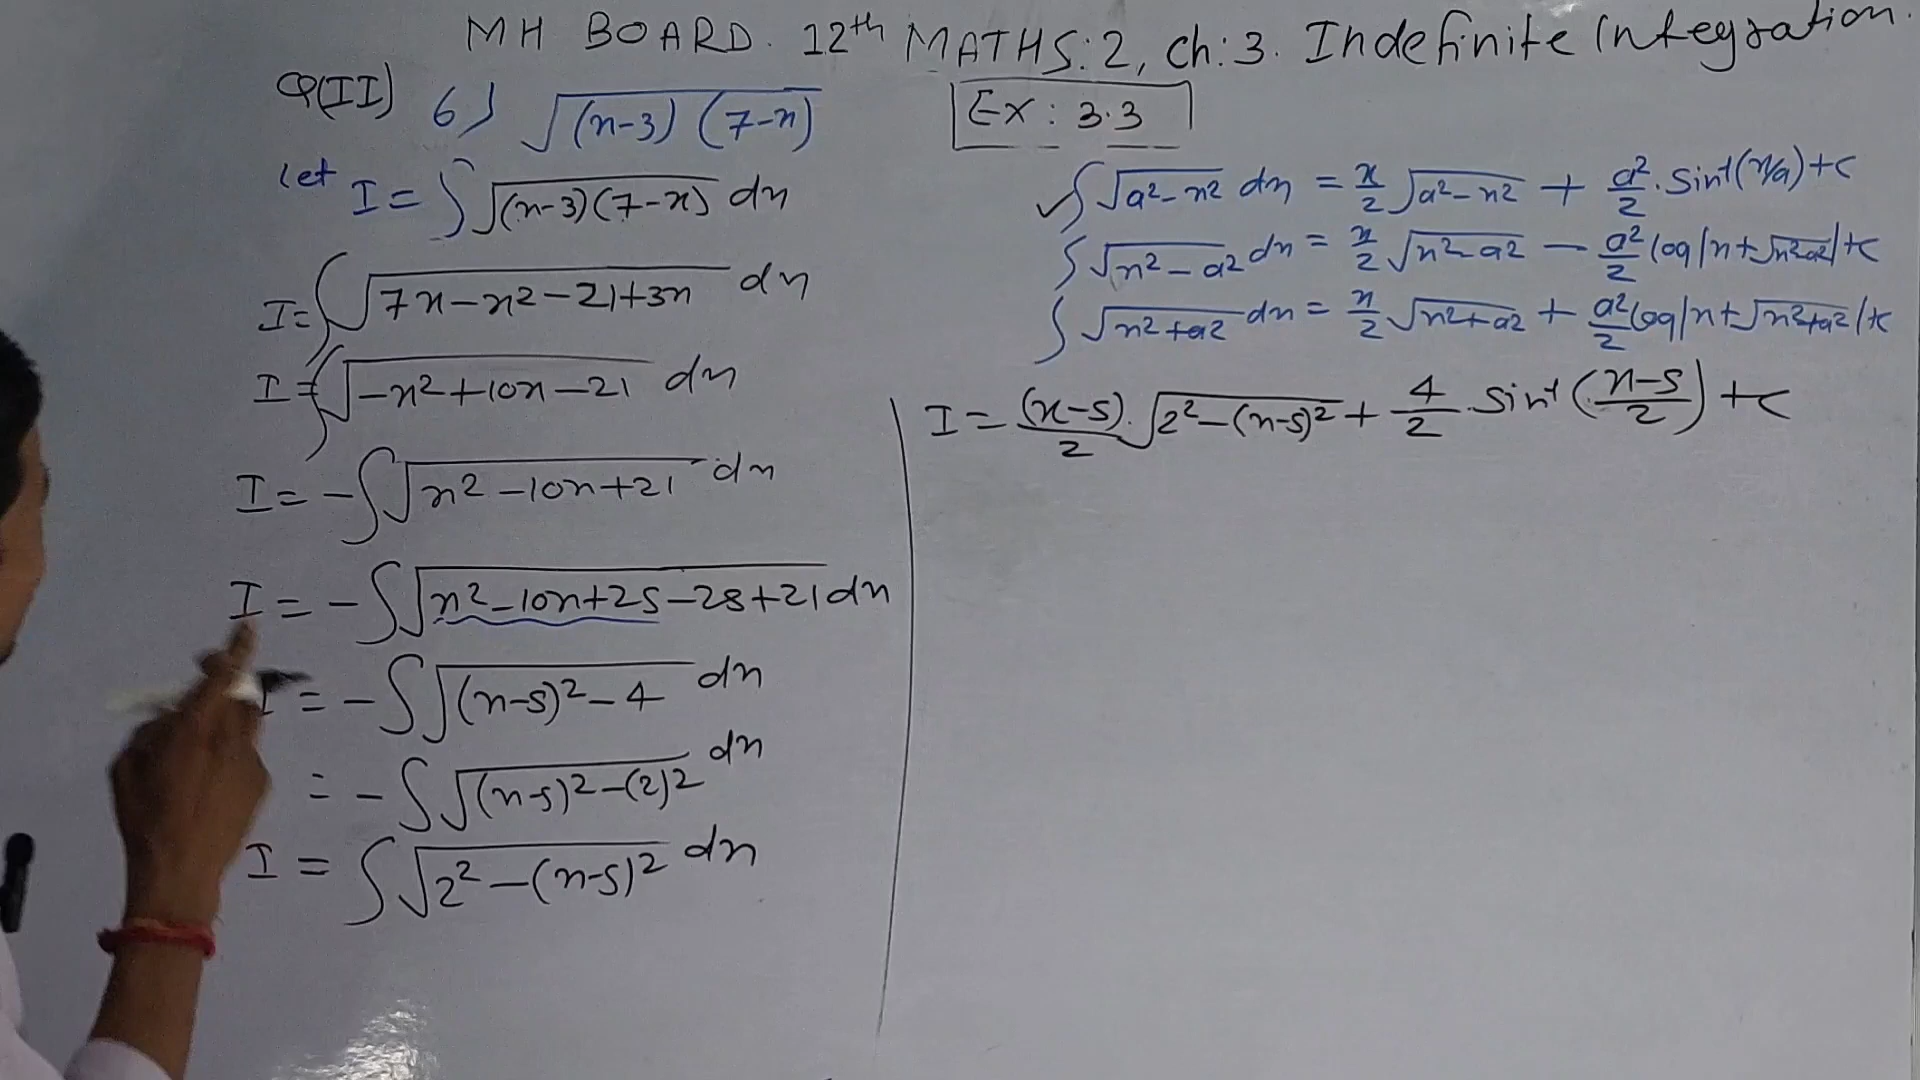 MH BOARD. 12th MATHS:2, Ch:3. Indefinite Integration.
Q(II) 6) √(x-3)(7-x)
Ex: 3.3
let I = ∫√(x-3)(7-x) dx
I = ∫√7x-x²-21+3x dx
I = ∫√-x²+10x-21 dx
I = -∫√x²-10x+21 dx
I = -∫√x²-10x+25-25+21 dx
I = -∫√(x-5)²-4 dx
= -∫√(x-5)²-(2)² dx
I = ∫√2²-(x-5)² dx
✓∫√a²-x² dx = x/2 √a²-x² + a²/2 . sin⁻¹(x/a)+c
∫√x²-a² dx = x/2 √x²-a² - a²/2 log|x+√x²-a²|+c
∫√x²+a² dx = x/2 √x²+a² + a²/2 log|x+√x²+a²|+c
I = (x-5)/2 . √2²-(x-5)² + 4/2 . sin⁻¹(x-5/2)+c